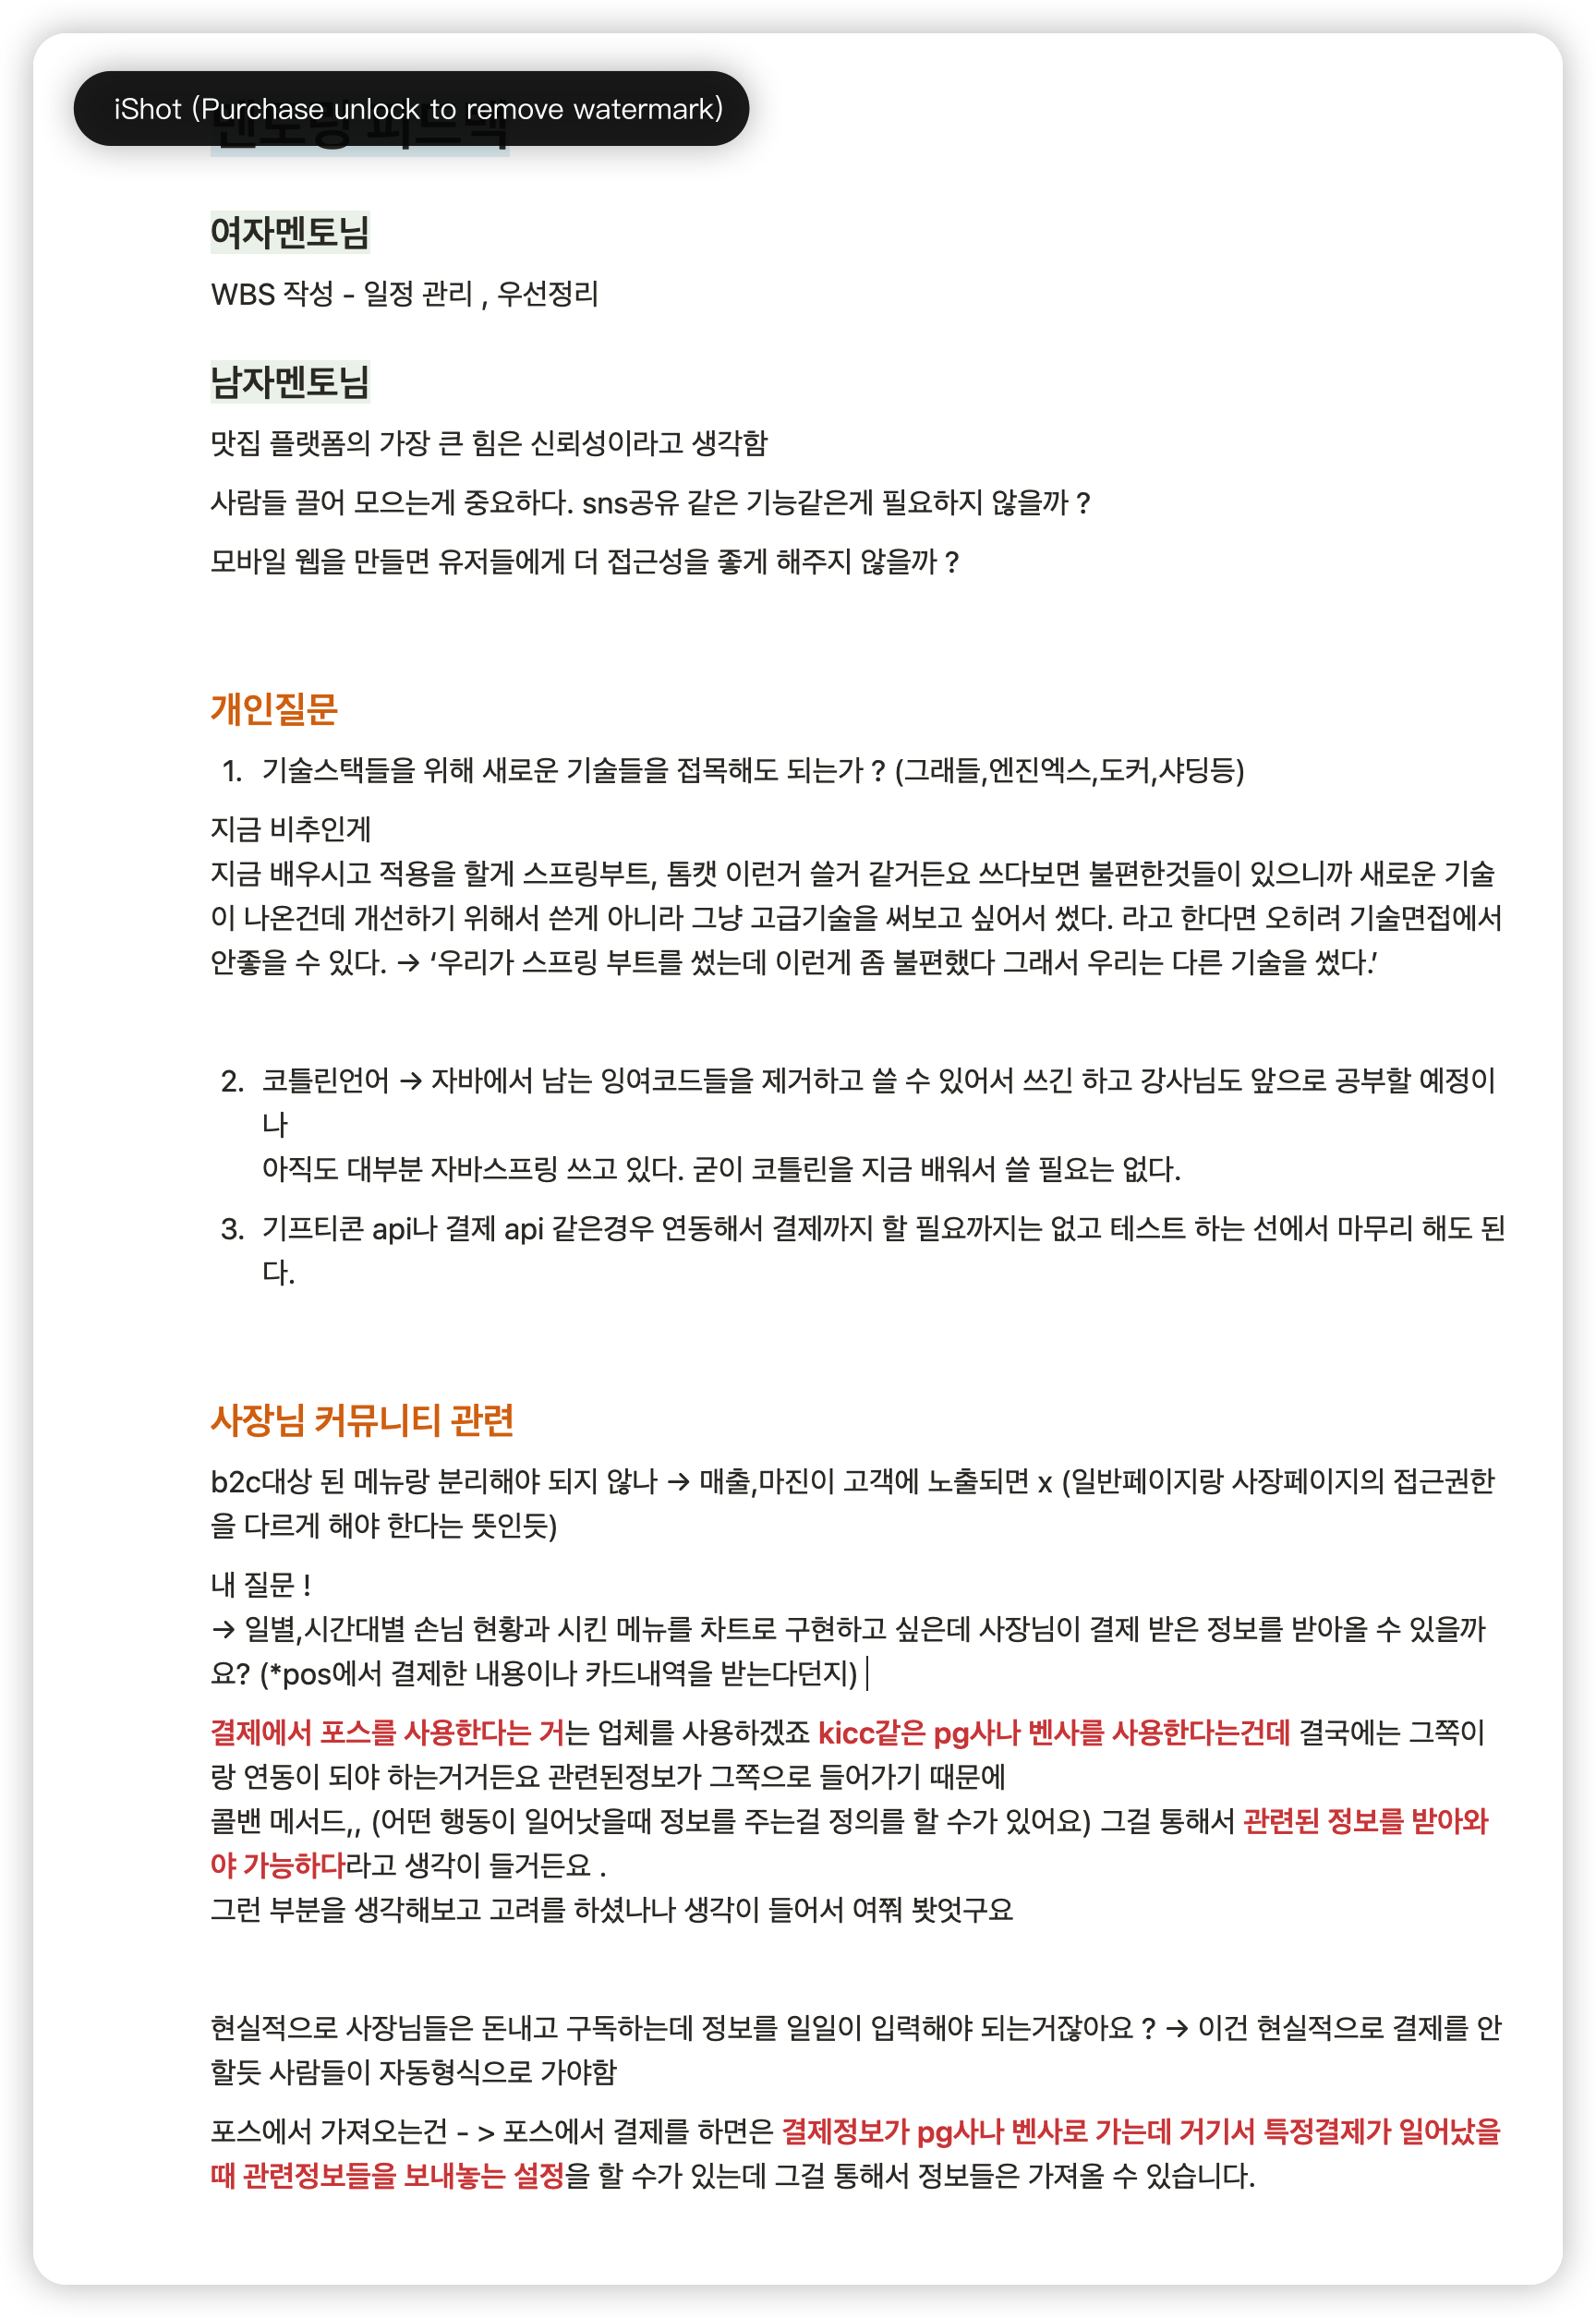 iShot (Purchase unlock to remove watermark)
멘토링 피드백
여자멘토님
WBS 작성 - 일정 관리 , 우선정리
남자멘토님
맛집 플랫폼의 가장 큰 힘은 신뢰성이라고 생각함
사람들 끌어 모으는게 중요하다. sns공유 같은 기능같은게 필요하지 않을까 ?
모바일 웹을 만들면 유저들에게 더 접근성을 좋게 해주지 않을까 ?
개인질문
1. 기술스택들을 위해 새로운 기술들을 접목해도 되는가 ? (그래들,엔진엑스,도커,샤딩등)
지금 비추인게
지금 배우시고 적용을 할게 스프링부트, 톰캣 이런거 쓸거 같거든요 쓰다보면 불편한것들이 있으니까 새로운 기술
이 나온건데 개선하기 위해서 쓴게 아니라 그냥 고급기술을 써보고 싶어서 썼다. 라고 한다면 오히려 기술면접에서
안좋을 수 있다. → ‘우리가 스프링 부트를 썼는데 이런게 좀 불편했다 그래서 우리는 다른 기술을 썼다.’
2. 코틀린언어 → 자바에서 남는 잉여코드들을 제거하고 쓸 수 있어서 쓰긴 하고 강사님도 앞으로 공부할 예정이
나
아직도 대부분 자바스프링 쓰고 있다. 굳이 코틀린을 지금 배워서 쓸 필요는 없다.
3. 기프티콘 api나 결제 api 같은경우 연동해서 결제까지 할 필요까지는 없고 테스트 하는 선에서 마무리 해도 된
다.
사장님 커뮤니티 관련
b2c대상 된 메뉴랑 분리해야 되지 않나 → 매출,마진이 고객에 노출되면 x (일반페이지랑 사장페이지의 접근권한
을 다르게 해야 한다는 뜻인듯)
내 질문 !
→ 일별,시간대별 손님 현황과 시킨 메뉴를 차트로 구현하고 싶은데 사장님이 결제 받은 정보를 받아올 수 있을까
요? (*pos에서 결제한 내용이나 카드내역을 받는다던지)
결제에서 포스를 사용한다는 거는 업체를 사용하겠죠 kicc같은 pg사나 벤사를 사용한다는건데 결국에는 그쪽이
랑 연동이 되야 하는거거든요 관련된정보가 그쪽으로 들어가기 때문에
콜밴 메서드,, (어떤 행동이 일어낫을때 정보를 주는걸 정의를 할 수가 있어요) 그걸 통해서 관련된 정보를 받아와
야 가능하다라고 생각이 들거든요 .
그런 부분을 생각해보고 고려를 하셨나나 생각이 들어서 여쭤 봣엇구요
현실적으로 사장님들은 돈내고 구독하는데 정보를 일일이 입력해야 되는거잖아요 ? → 이건 현실적으로 결제를 안
할듯 사람들이 자동형식으로 가야함
포스에서 가져오는건 - > 포스에서 결제를 하면은 결제정보가 pg사나 벤사로 가는데 거기서 특정결제가 일어났을
때 관련정보들을 보내놓는 설정을 할 수가 있는데 그걸 통해서 정보들은 가져올 수 있습니다.